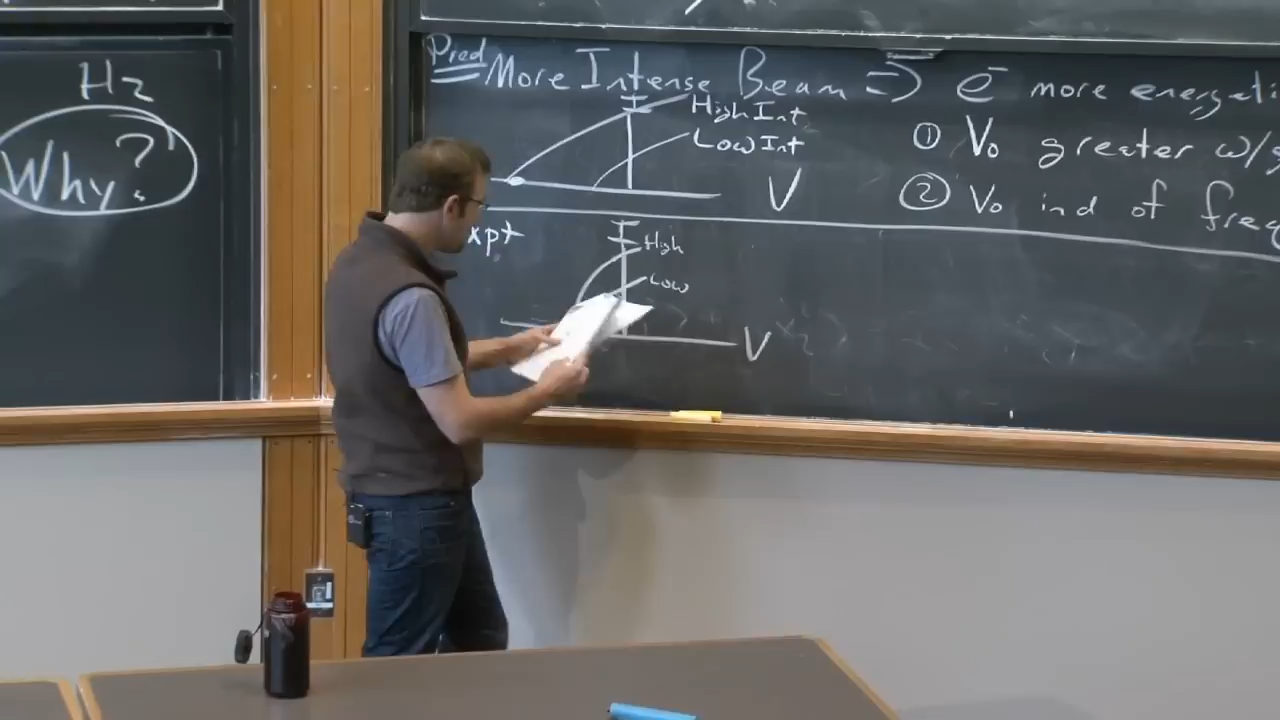 Hz
Why?
Pred More Intense Beam => e⁻ more energeti
I
High Int
Low Int
V
① V₀ greater w/
② V₀ ind of freq
xpt
I
High
Low
V